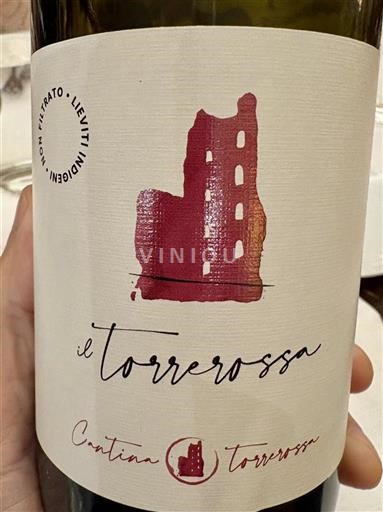 NON FILTRATO • LIEVITI INDIGENI •
VINIOU
il torrerossa
Cantina torrerossa